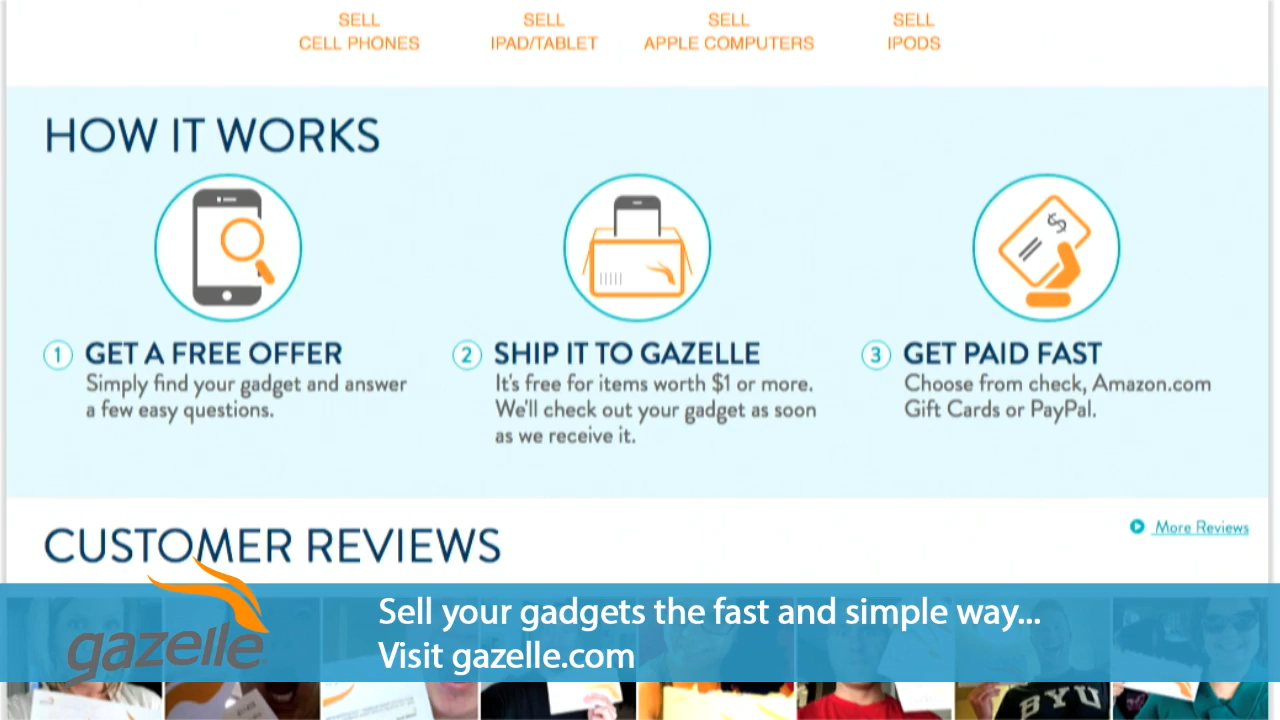 SELL
CELL PHONES
SELL
IPAD/TABLET
SELL
APPLE COMPUTERS
SELL
IPODS
HOW IT WORKS
1 GET A FREE OFFER
Simply find your gadget and answer
a few easy questions.
2 SHIP IT TO GAZELLE
It's free for items worth $1 or more.
We'll check out your gadget as soon
as we receive it.
3 GET PAID FAST
Choose from check, Amazon.com
Gift Cards or PayPal.
CUSTOMER REVIEWS
More Reviews
gazelle
Sell your gadgets the fast and simple way...
Visit gazelle.com
BYU